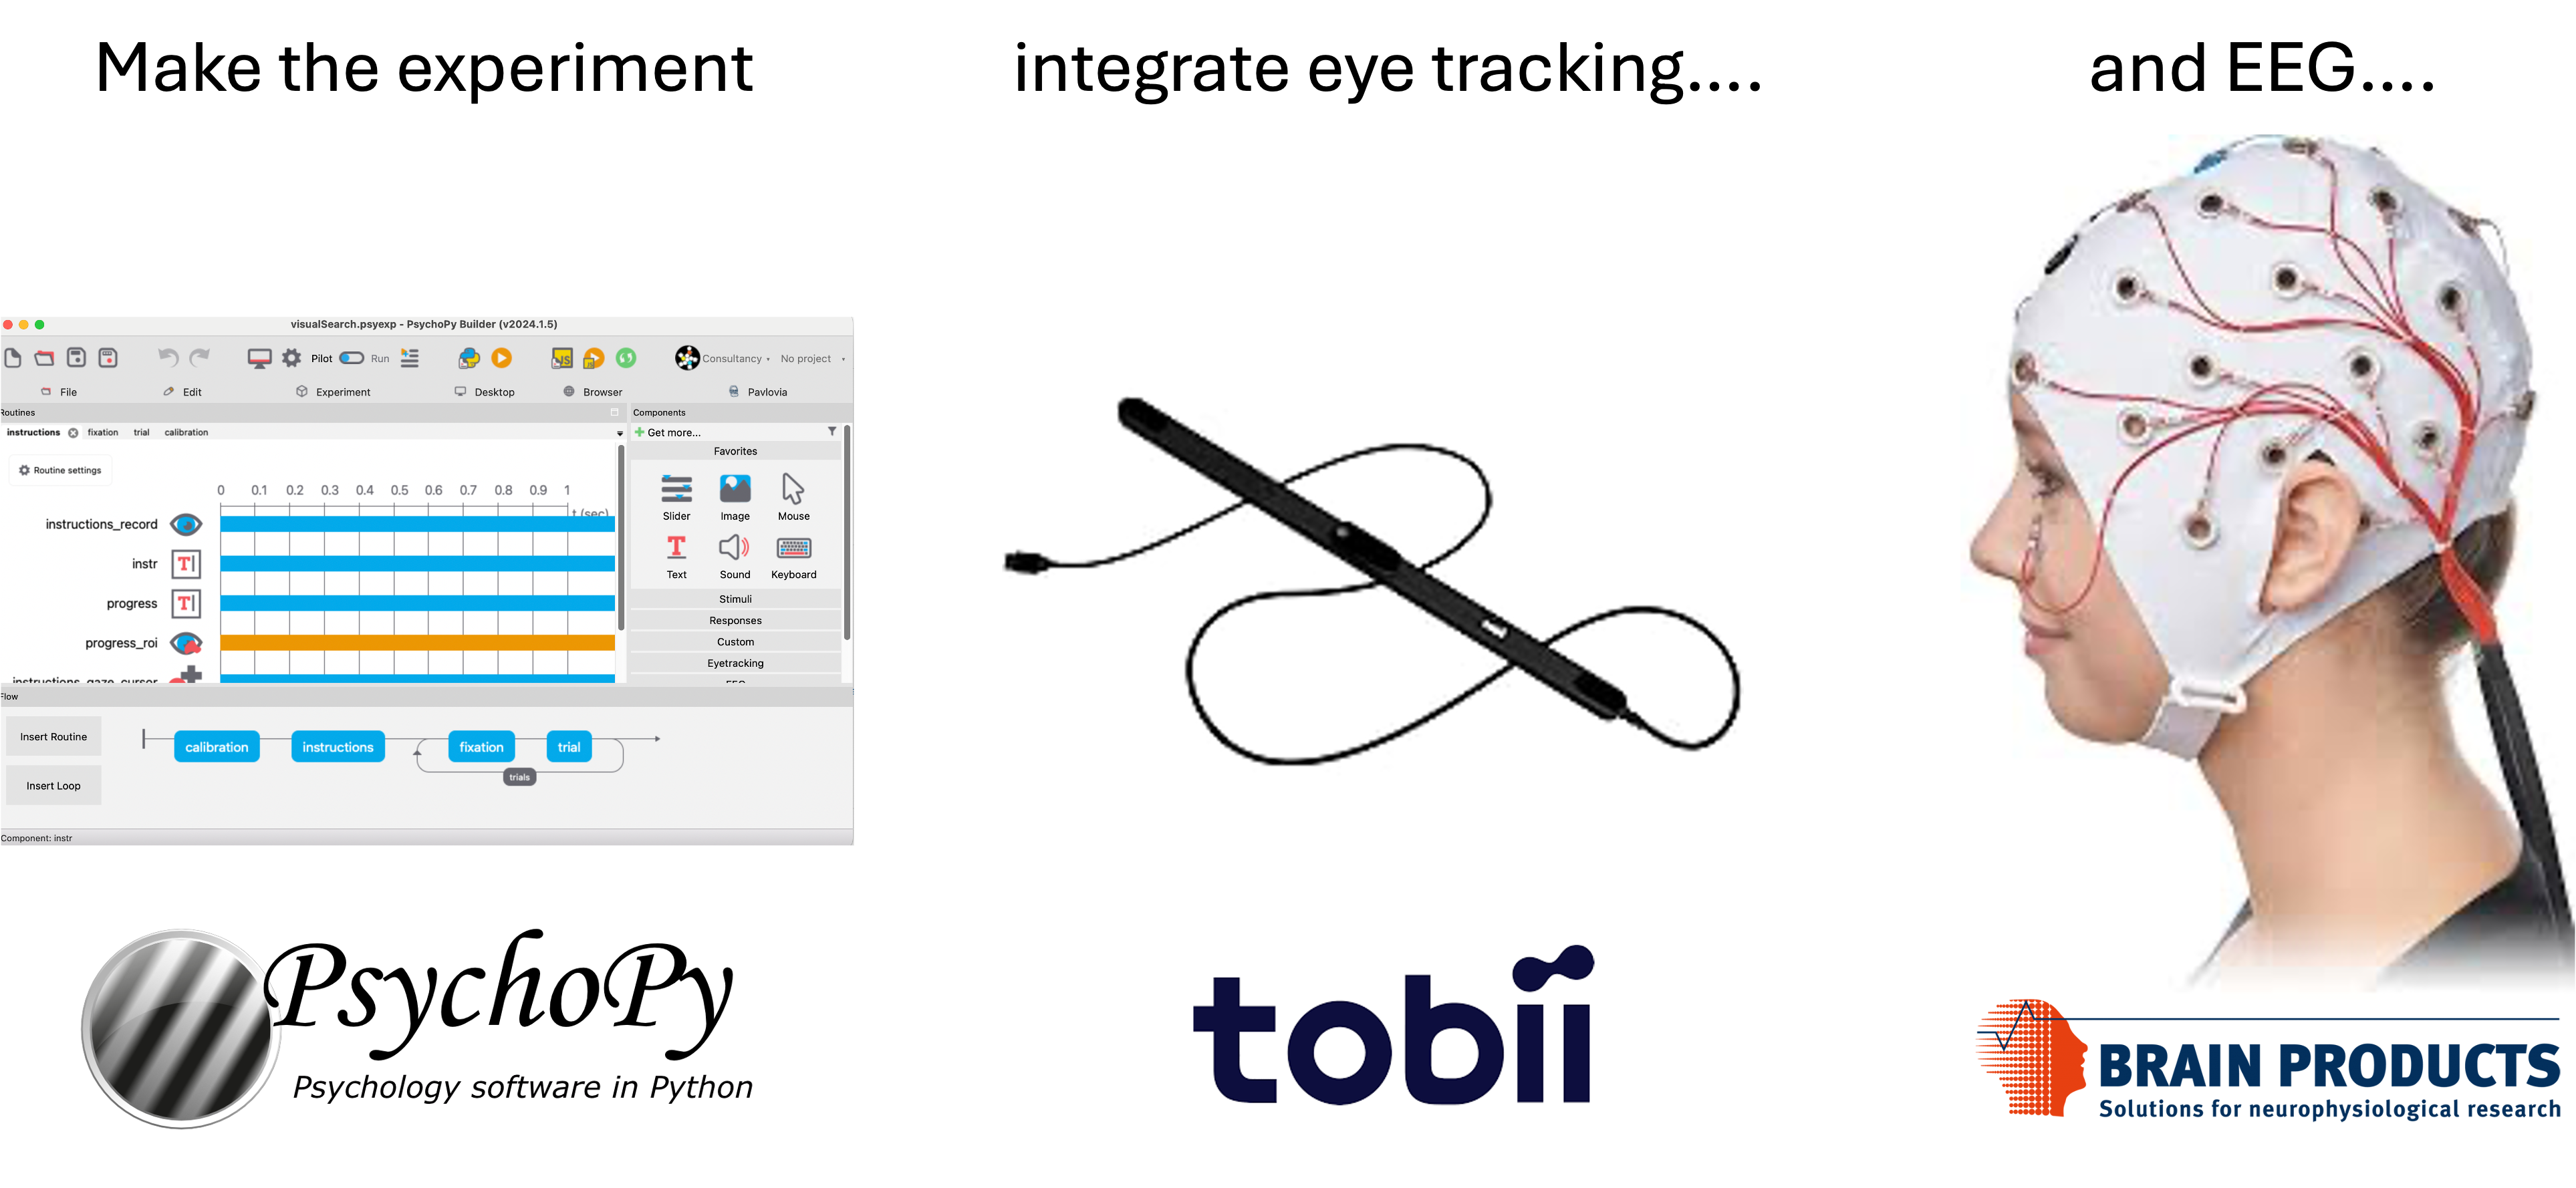 Make the experiment
integrate eye tracking....
and EEG....
visualSearch.psyexp - PsychoPy Builder (v2024.1.5)
Pilot Run
JS
Consultancy No project
File Edit Experiment Desktop Browser Pavlovia
Routines
Components
instructions fixation trial calibration
Get more...
Favorites
Routine settings
0 0.1 0.2 0.3 0.4 0.5 0.6 0.7 0.8 0.9 1
t (sec)
Slider Image Mouse
instructions_record
instr
T
progress
T
progress_roi
instructions_gaze_cursor
T
Text Sound Keyboard
Stimuli
Responses
Custom
Eyetracking
EEG
Flow
Insert Routine
Insert Loop
calibration instructions fixation trial
trials
Component: instr
PsychoPy
Psychology software in Python
tobii
BRAIN PRODUCTS
Solutions for neurophysiological research